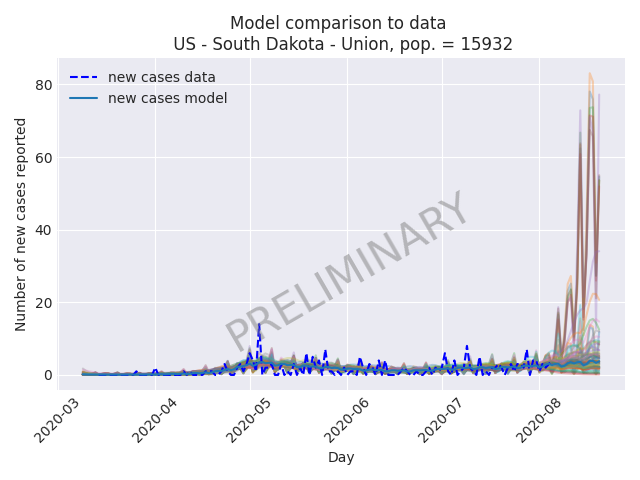 Model comparison to data
US - South Dakota - Union, pop. = 15932
new cases data
new cases model
PRELIMINARY
Number of new cases reported
80
60
40
20
0
2020-03
2020-04
2020-05
2020-06
2020-07
2020-08
Day